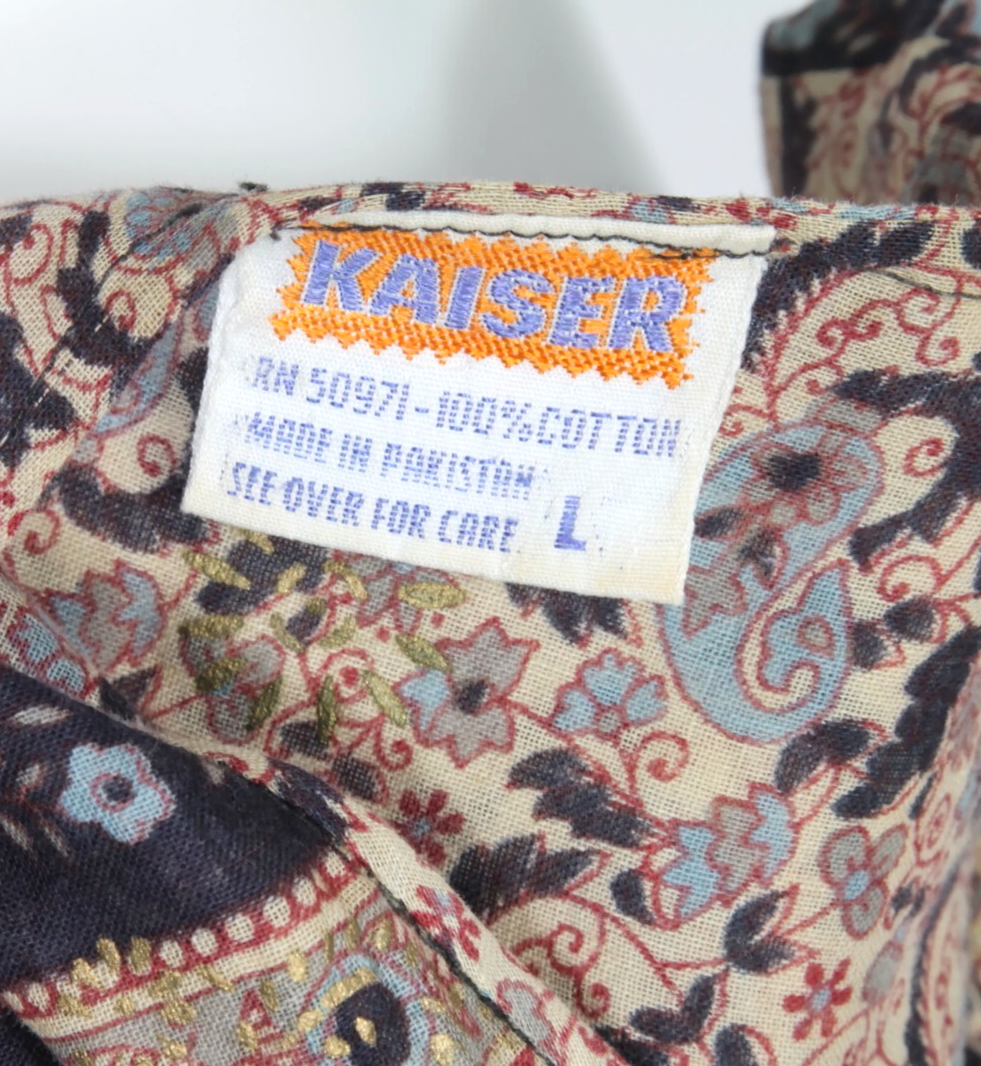 KAISER
RN 50971-100% COTTON
MADE IN PAKISTAN
SEE OVER FOR CARE L